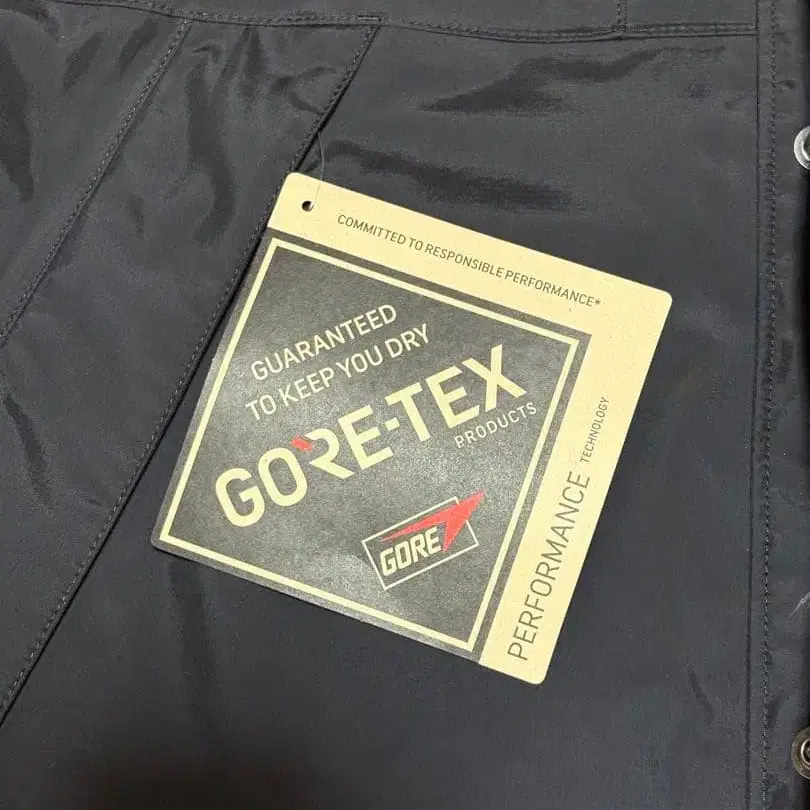 COMMITTED TO RESPONSIBLE PERFORMANCE*
GUARANTEED
TO KEEP YOU DRY
GORE-TEX
PRODUCTS
GORE
PERFORMANCE TECHNOLOGY